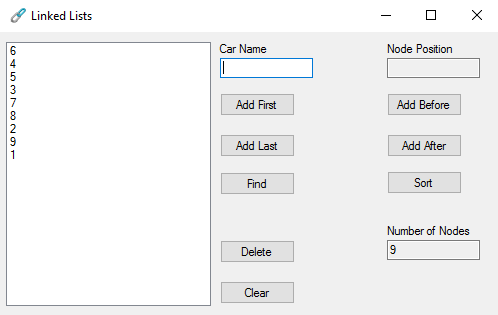 Linked Lists
6
4
5
3
7
8
2
9
1
Car Name
Add First
Add Last
Find
Delete
Clear
Node Position
Add Before
Add After
Sort
Number of Nodes
9